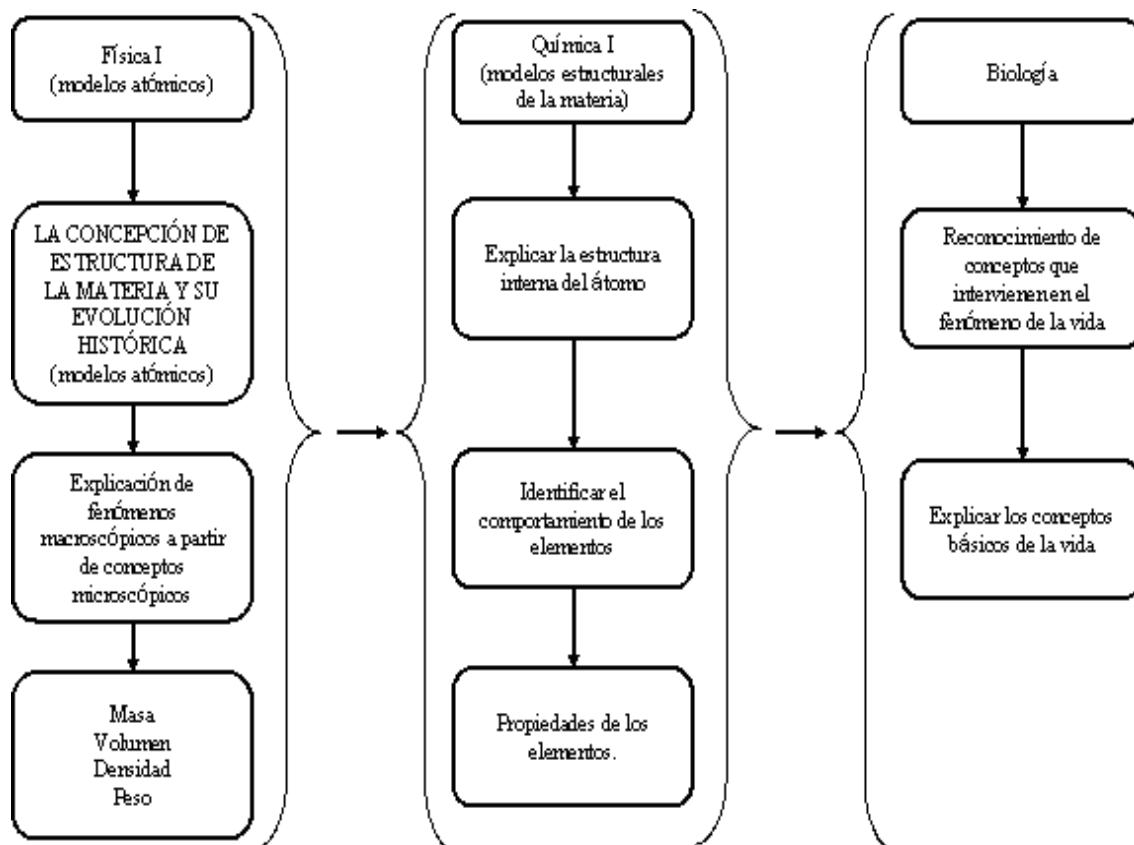 Física I
(modelos atómicos)
LA CONCEPCIÓN DE
ESTRUCTURA DE
LA MATERIA Y SU
EVOLUCIÓN
HISTÓRICA
(modelos atómicos)
Explicación de
fenómenos
macroscópicos a partir
de conceptos
microscópicos
Masa
Volumen
Densidad
Peso
Química I
(modelos estructurales
de la materia)
Explicar la estructura
interna del átomo
Identificar el
comportamiento de los
elementos
Propiedades de los
elementos.
Biología
Reconocimiento de
conceptos que
intervienen en el
fenómeno de la vida
Explicar los conceptos
básicos de la vida